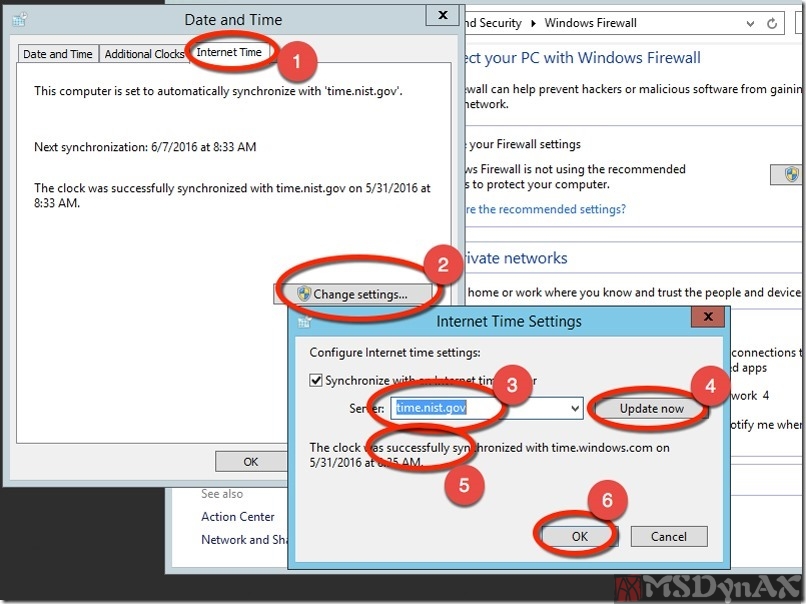 Date and Time
X
Date and Time
Additional Clocks
Internet Time
1
This computer is set to automatically synchronize with 'time.nist.gov'.
Next synchronization: 6/7/2016 at 8:33 AM
The clock was successfully synchronized with time.nist.gov on 5/31/2016 at
8:33 AM.
2
Change settings...
OK
nd Security
Windows Firewall
ect your PC with Windows Firewall
ewall can help prevent hackers or malicious software from gainin
network.
your Firewall settings
ws Firewall is not using the recommended
s to protect your computer.
re the recommended settings?
rivate networks
home or work where you know and trust the people and device
connections t
ed apps
work 4
otify me when
See also
Action Center
Network and Sha
Internet Time Settings
X
Configure Internet time settings:
Synchronize with an Internet time
3
4
Server:
time.nist.gov
Update now
The clock was successfully synchronized with time.windows.com on
5/31/2016 at AM.
5
6
OK
Cancel
MSDynAX